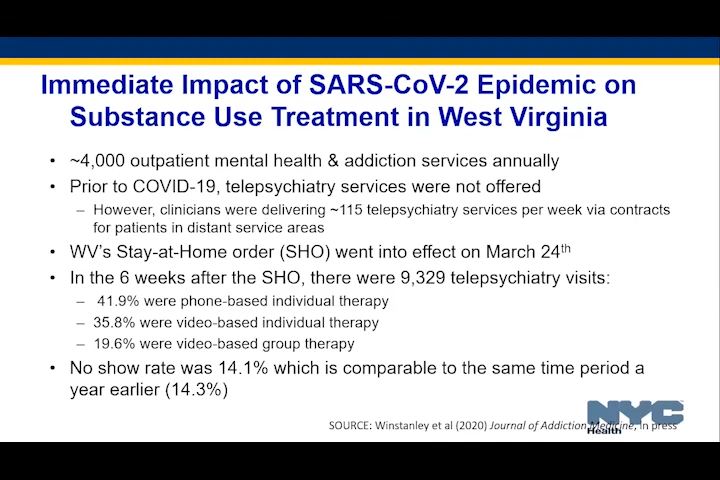 Immediate Impact of SARS-CoV-2 Epidemic on
Substance Use Treatment in West Virginia
• ~4,000 outpatient mental health & addiction services annually
• Prior to COVID-19, telepsychiatry services were not offered
– However, clinicians were delivering ~115 telepsychiatry services per week via contracts
for patients in distant service areas
• WV's Stay-at-Home order (SHO) went into effect on March 24th
• In the 6 weeks after the SHO, there were 9,329 telepsychiatry visits:
– 41.9% were phone-based individual therapy
– 35.8% were video-based individual therapy
– 19.6% were video-based group therapy
• No show rate was 14.1% which is comparable to the same time period a
year earlier (14.3%)
NYC
Health
SOURCE: Winstanley et al (2020) Journal of Addiction Medicine, in press